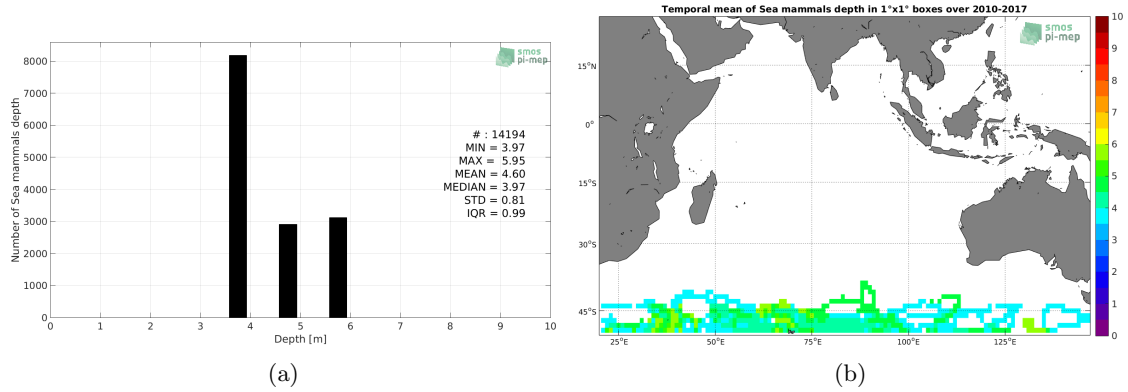 Temporal mean of Sea mammals depth in 1°x1° boxes over 2010-2017
smos
pi-mep
8000
7000
6000
5000
4000
3000
2000
1000
0
Number of Sea mammals depth
# : 14194
MIN = 3.97
MAX = 5.95
MEAN = 4.60
MEDIAN = 3.97
STD = 0.81
IQR = 0.99
0 1 2 3 4 5 6 7 8 9 10
Depth [m]
(a)
smos
pi-mep
15°N
0°
15°S
30°S
45°S
25°E 50°E 75°E 100°E 125°E
10
9
8
7
6
5
4
3
2
1
0
(b)